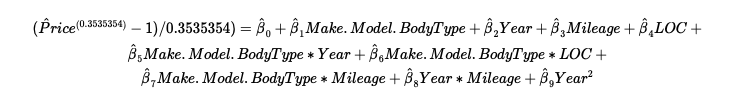 (P̂rice^(0.3535354) − 1)/0.3535354) = β̂₀ + β̂₁Make. Model. BodyType + β̂₂Year + β̂₃Mileage + β̂₄LOC +
β̂₅Make. Model. BodyType * Year + β̂₆Make. Model. BodyType * LOC +
β̂₇Make. Model. BodyType * Mileage + β̂₈Year * Mileage + β̂₉Year²